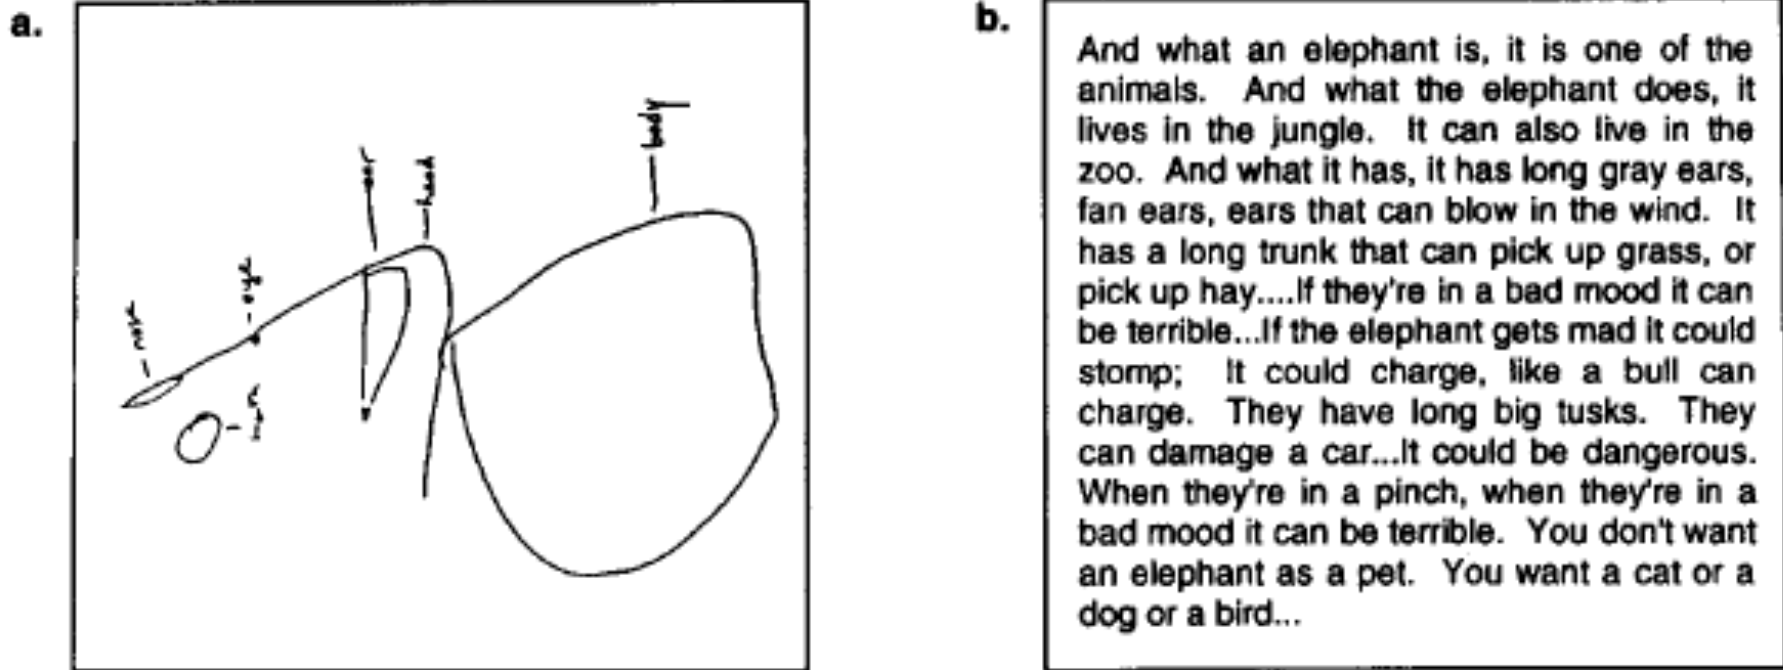 a.
body
ear
head
eye
nose
b.
And what an elephant is, it is one of the
animals. And what the elephant does, it
lives in the jungle. It can also live in the
zoo. And what it has, it has long gray ears,
fan ears, ears that can blow in the wind. It
has a long trunk that can pick up grass, or
pick up hay....If they're in a bad mood it can
be terrible...If the elephant gets mad it could
stomp; It could charge, like a bull can
charge. They have long big tusks. They
can damage a car...It could be dangerous.
When they're in a pinch, when they're in a
bad mood it can be terrible. You don't want
an elephant as a pet. You want a cat or a
dog or a bird...